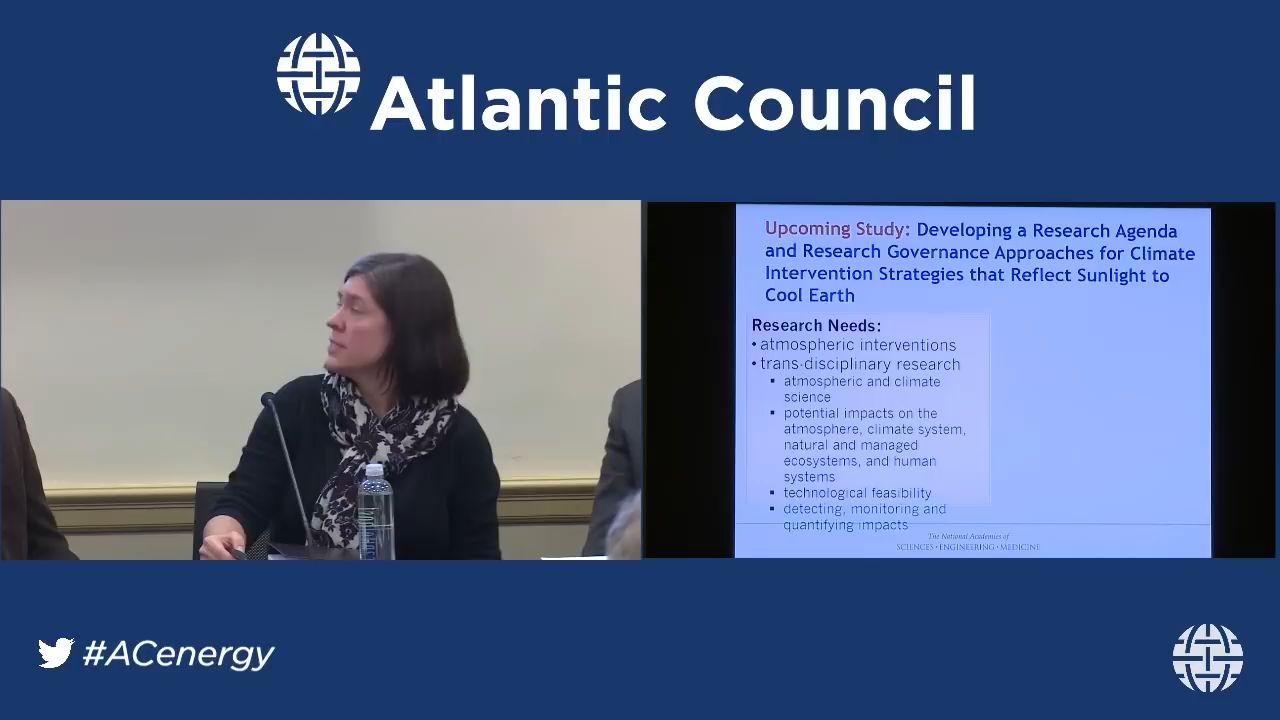 Atlantic Council
Upcoming Study: Developing a Research Agenda
and Research Governance Approaches for Climate
Intervention Strategies that Reflect Sunlight to
Cool Earth
Research Needs:
• atmospheric interventions
• trans-disciplinary research
▪ atmospheric and climate
science
▪ potential impacts on the
atmosphere, climate system,
natural and managed
ecosystems, and human
systems
▪ technological feasibility
▪ detecting, monitoring and
quantifying impacts
The National Academies of
SCIENCES • ENGINEERING • MEDICINE
#ACenergy